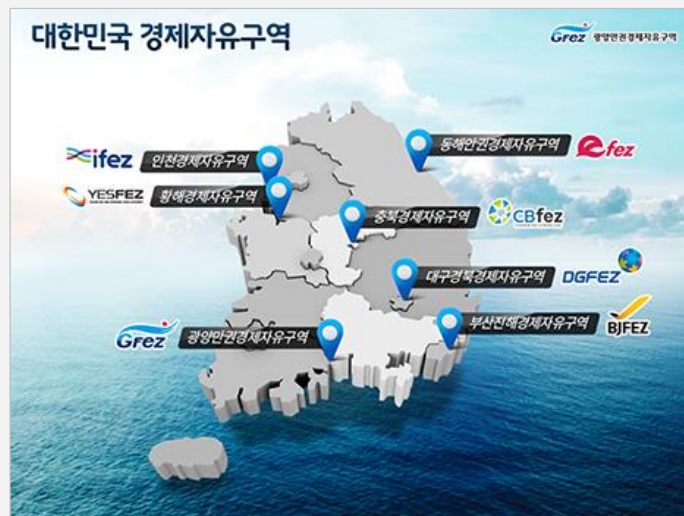 대한민국 경제자유구역
Grez 광양만권경제자유구역
동해안권경제자유구역 efez
ifez 인천경제자유구역
YESFEZ 황해경제자유구역
충북경제자유구역 CBfez
대구경북경제자유구역 DGFEZ
Grez 광양만권경제자유구역
부산진해경제자유구역 BJFEZ